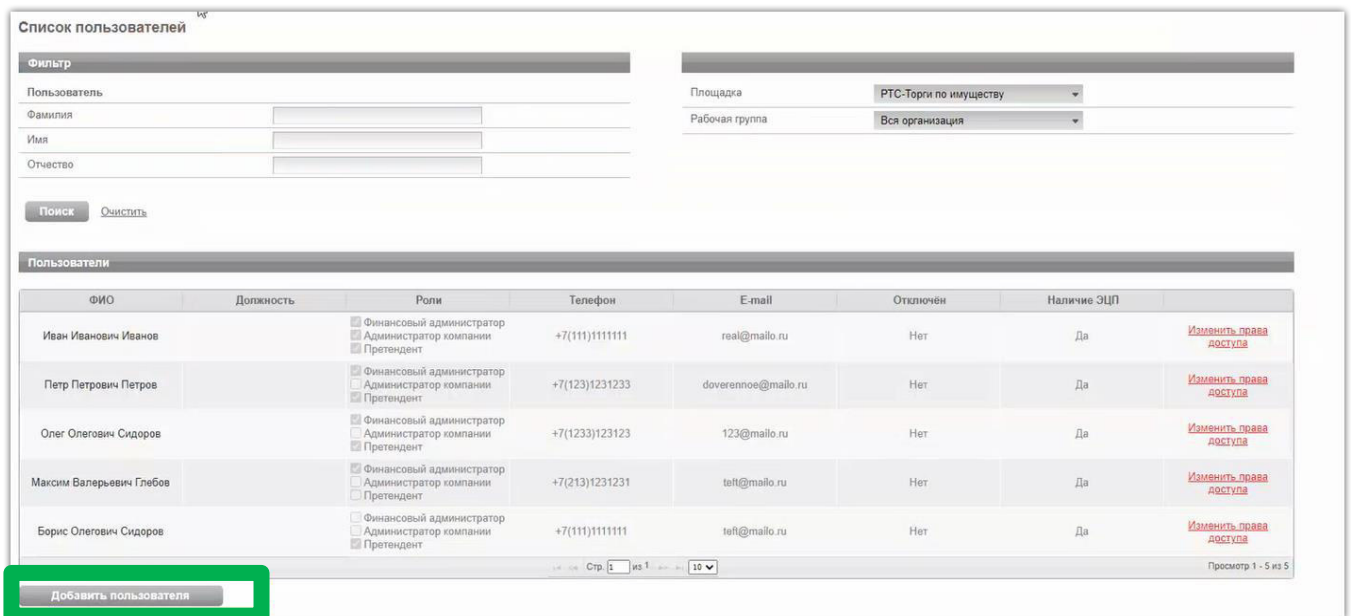 Список пользователей
Фильтр
Пользователь
Фамилия
Имя
Отчество
Площадка РТС-Торги по имуществу
Рабочая группа Вся организация
Поиск Очистить
Пользователи
ФИО Должность Роли Телефон E-mail Отключён Наличие ЭЦП
Финансовый администратор
Иван Иванович Иванов Администратор компании +7(111)1111111 real@mailo.ru Нет Да Изменить права доступа
Претендент
Финансовый администратор
Петр Петрович Петров Администратор компании +7(123)1231233 doverennoe@mailo.ru Нет Да Изменить права доступа
Претендент
Финансовый администратор
Олег Олегович Сидоров Администратор компании +7(1233)123123 123@mailo.ru Нет Да Изменить права доступа
Претендент
Финансовый администратор
Максим Валерьевич Глебов Администратор компании +7(213)1231231 teft@mailo.ru Нет Да Изменить права доступа
Претендент
Финансовый администратор
Борис Олегович Сидоров Администратор компании +7(111)1111111 teft@mailo.ru Нет Да Изменить права доступа
Претендент
Стр. 1 из 1 10 Просмотр 1 - 5 из 5
Добавить пользователя